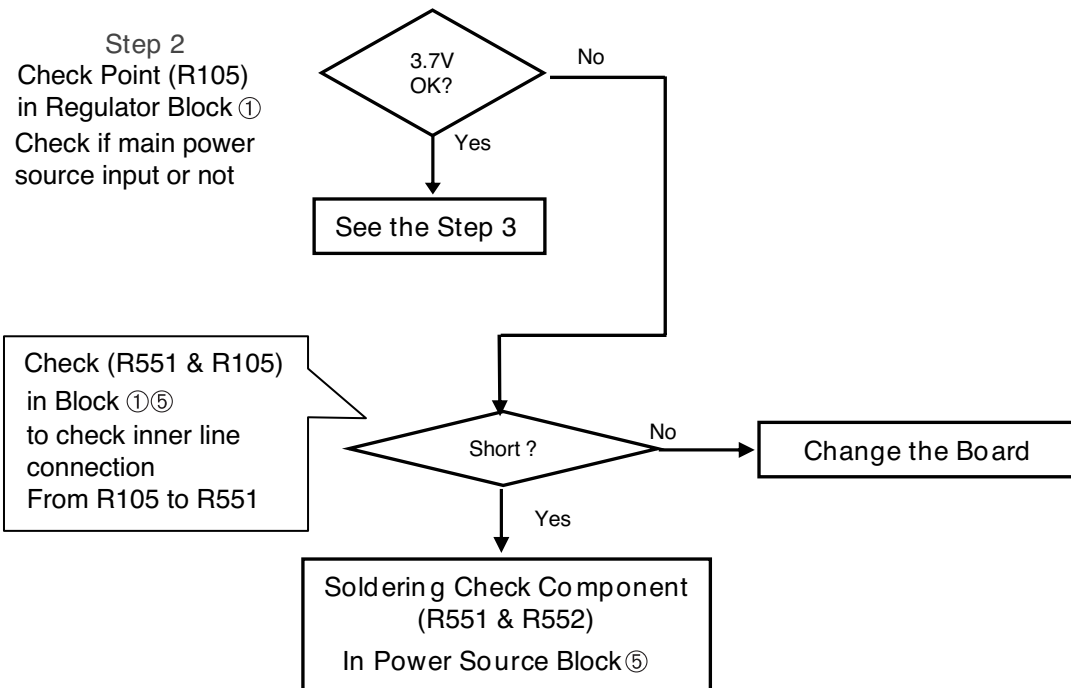 Step 2
Check Point (R105)
in Regulator Block ①
Check if main power
source input or not
3.7V
OK?
No
Yes
See the Step 3
Check (R551 & R105)
in Block ①⑤
to check inner line
connection
From R105 to R551
Short ?
No
Change the Board
Yes
Soldering Check Component
(R551 & R552)
In Power Source Block⑤